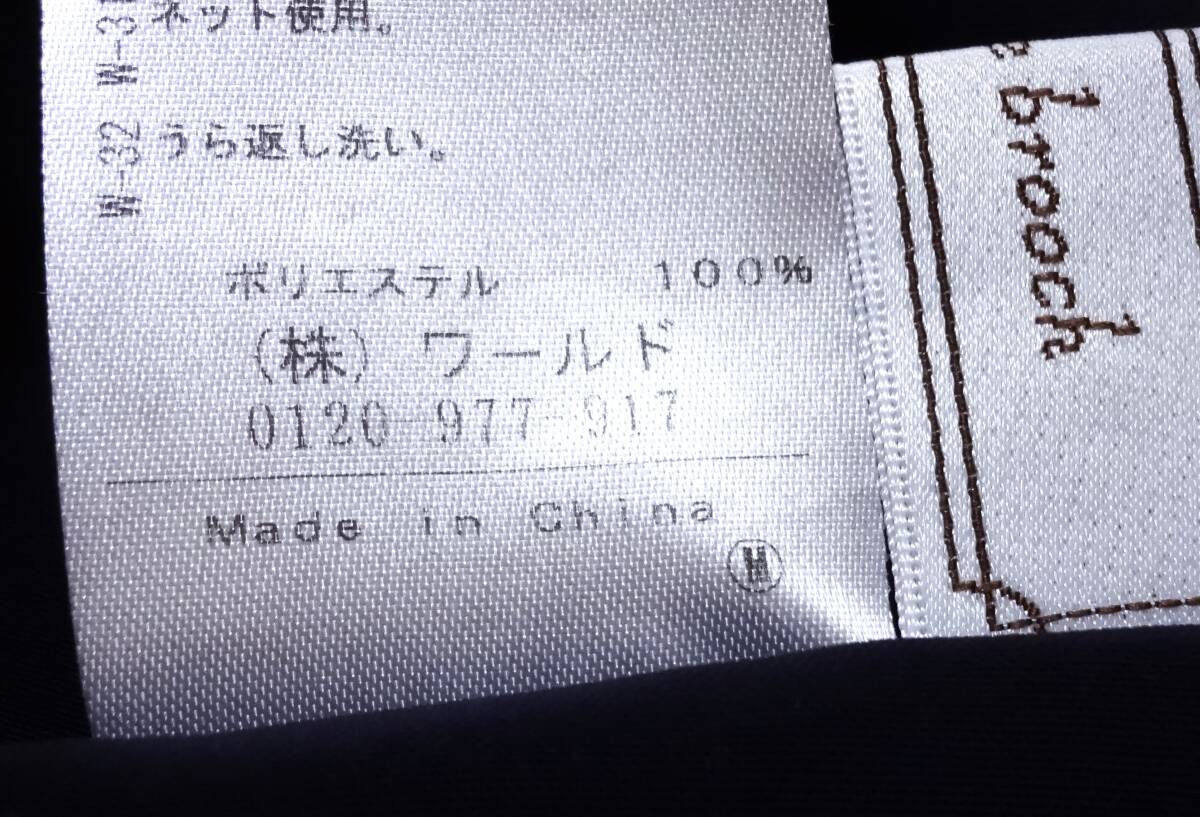 W-31 ネット使用。
W-32 うら返し洗い。
ポリエステル 100%
(株) ワールド
0120-977-917
Made in China
M
brooch